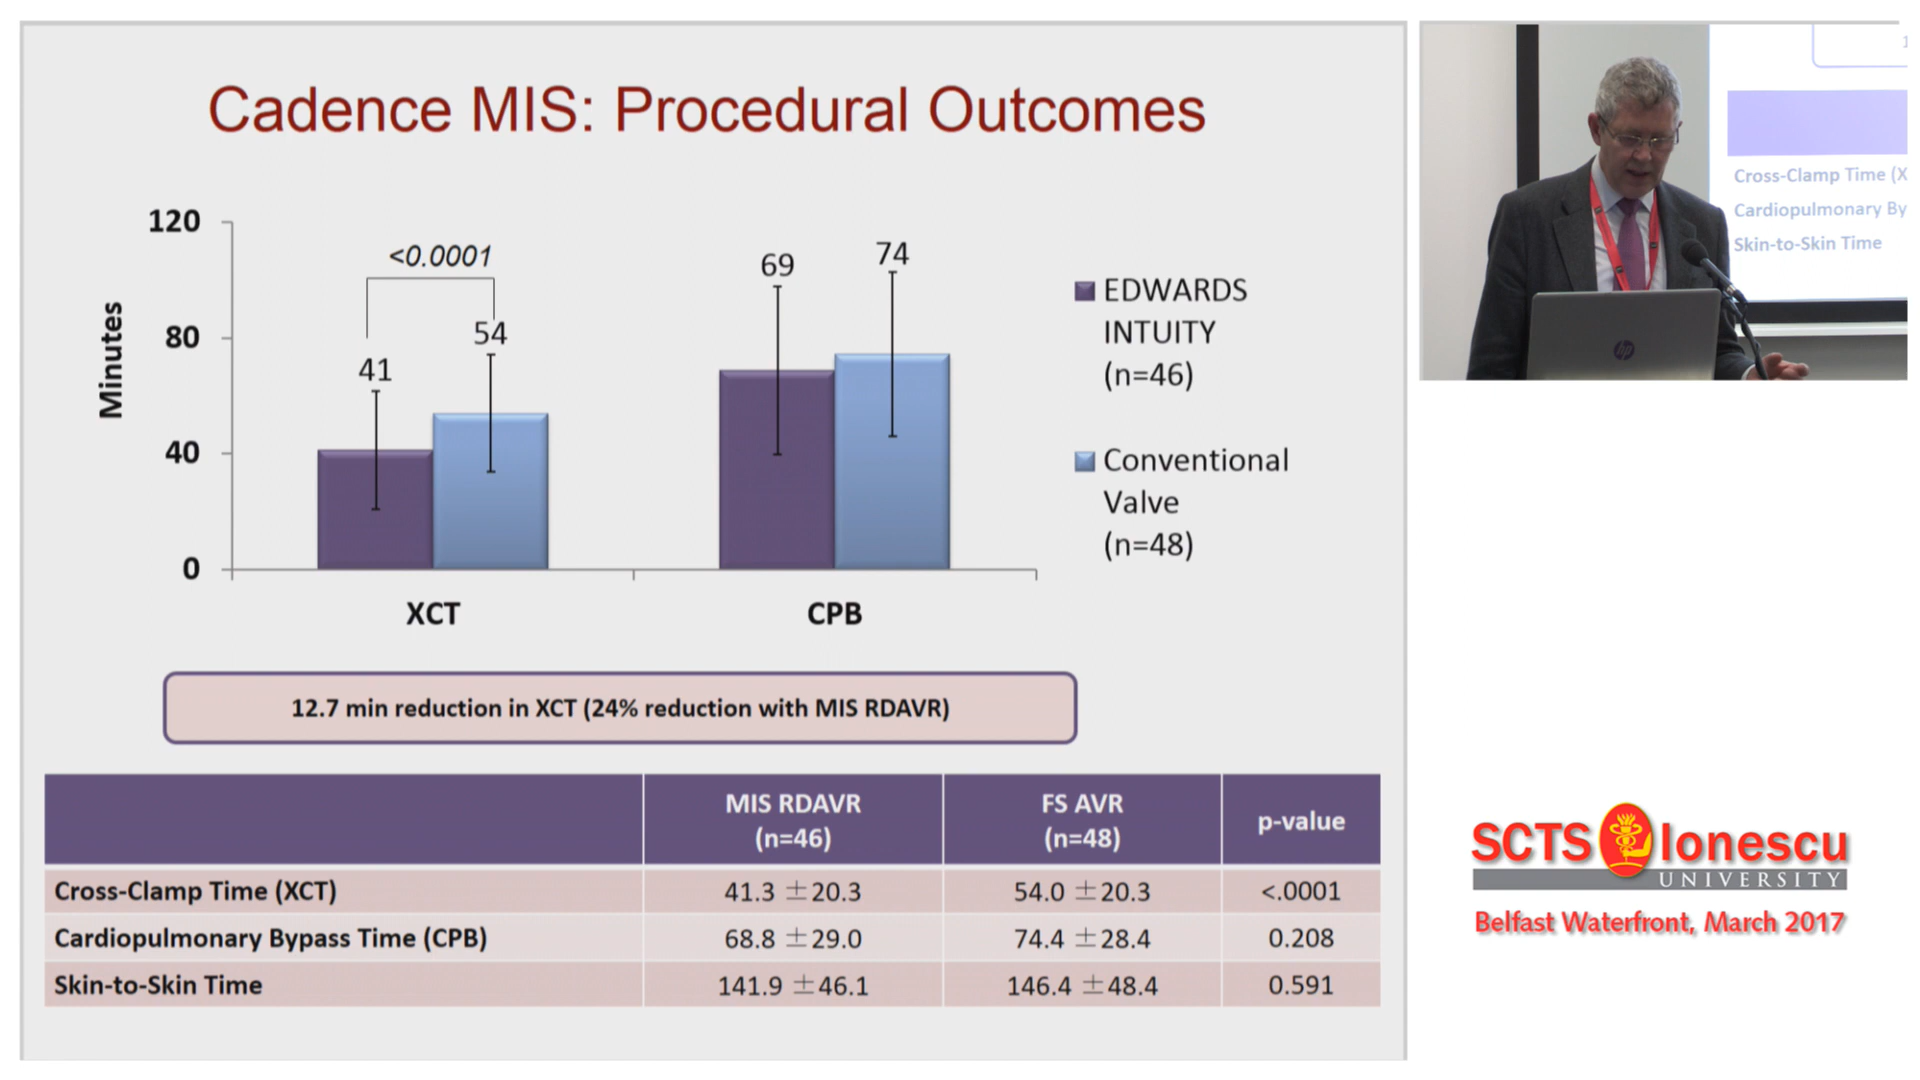 Cadence MIS: Procedural Outcomes
120
80
40
0
Minutes
<0.0001
41
54
69
74
XCT
CPB
EDWARDS
INTUITY
(n=46)
Conventional
Valve
(n=48)
12.7 min reduction in XCT (24% reduction with MIS RDAVR)
MIS RDAVR
(n=46)
FS AVR
(n=48)
p-value
Cross-Clamp Time (XCT) 41.3 ±20.3 54.0 ±20.3 <.0001
Cardiopulmonary Bypass Time (CPB) 68.8 ±29.0 74.4 ±28.4 0.208
Skin-to-Skin Time 141.9 ±46.1 146.4 ±48.4 0.591
Cross-Clamp Time (X
Cardiopulmonary By
Skin-to-Skin Time
hp
SCTS Ionescu
UNIVERSITY
Belfast Waterfront, March 2017